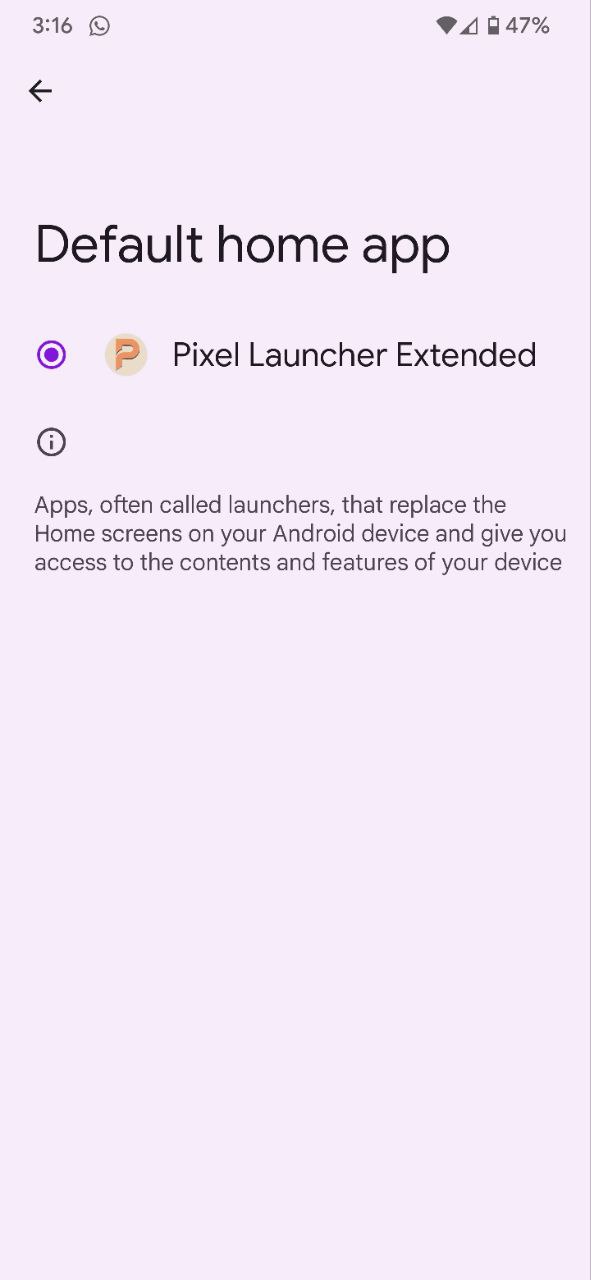 3:16 47%
Default home app
Pixel Launcher Extended
Apps, often called launchers, that replace the
Home screens on your Android device and give you
access to the contents and features of your device